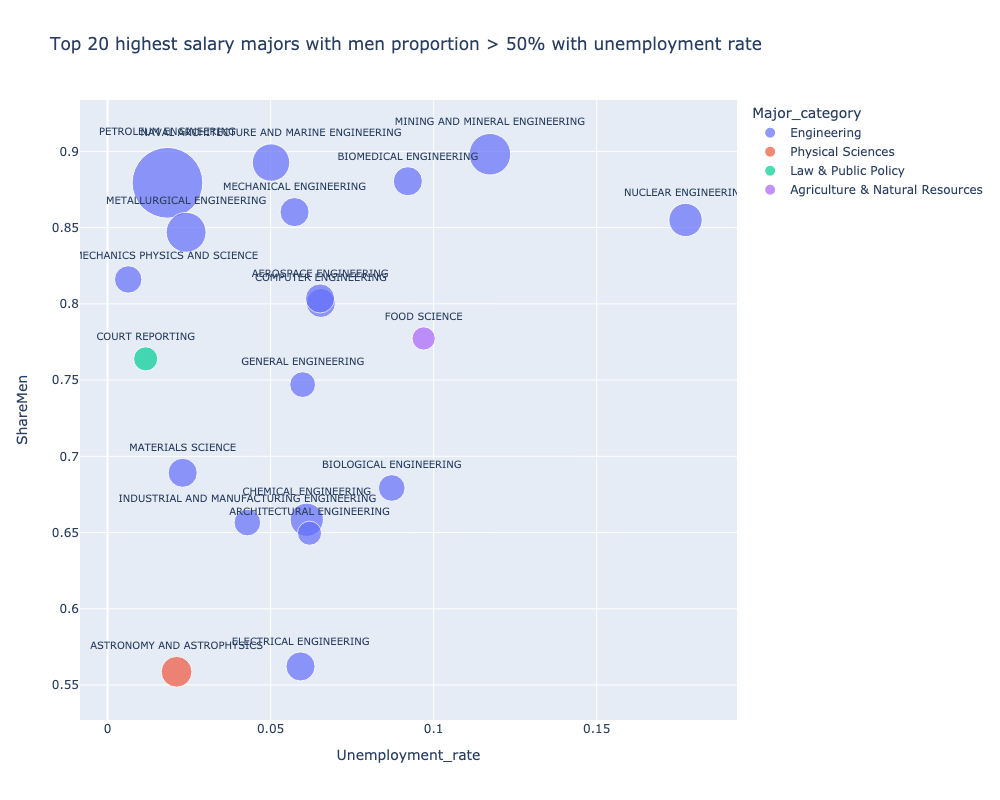 Top 20 highest salary majors with men proportion > 50% with unemployment rate
Major_category
Engineering
Physical Sciences
Law & Public Policy
Agriculture & Natural Resources
MINING AND MINERAL ENGINEERING
PETROLEUM ENGINEERING
NAVAL ARCHITECTURE AND MARINE ENGINEERING
BIOMEDICAL ENGINEERING
MECHANICAL ENGINEERING
NUCLEAR ENGINEERIN
METALLURGICAL ENGINEERING
MECHANICS PHYSICS AND SCIENCE
AEROSPACE ENGINEERING
COMPUTER ENGINEERING
FOOD SCIENCE
COURT REPORTING
GENERAL ENGINEERING
MATERIALS SCIENCE
BIOLOGICAL ENGINEERING
CHEMICAL ENGINEERING
INDUSTRIAL AND MANUFACTURING ENGINEERING
ARCHITECTURAL ENGINEERING
ELECTRICAL ENGINEERING
ASTRONOMY AND ASTROPHYSICS
0.9
0.85
0.8
0.75
0.7
0.65
0.6
0.55
ShareMen
0
0.05
0.1
0.15
Unemployment_rate